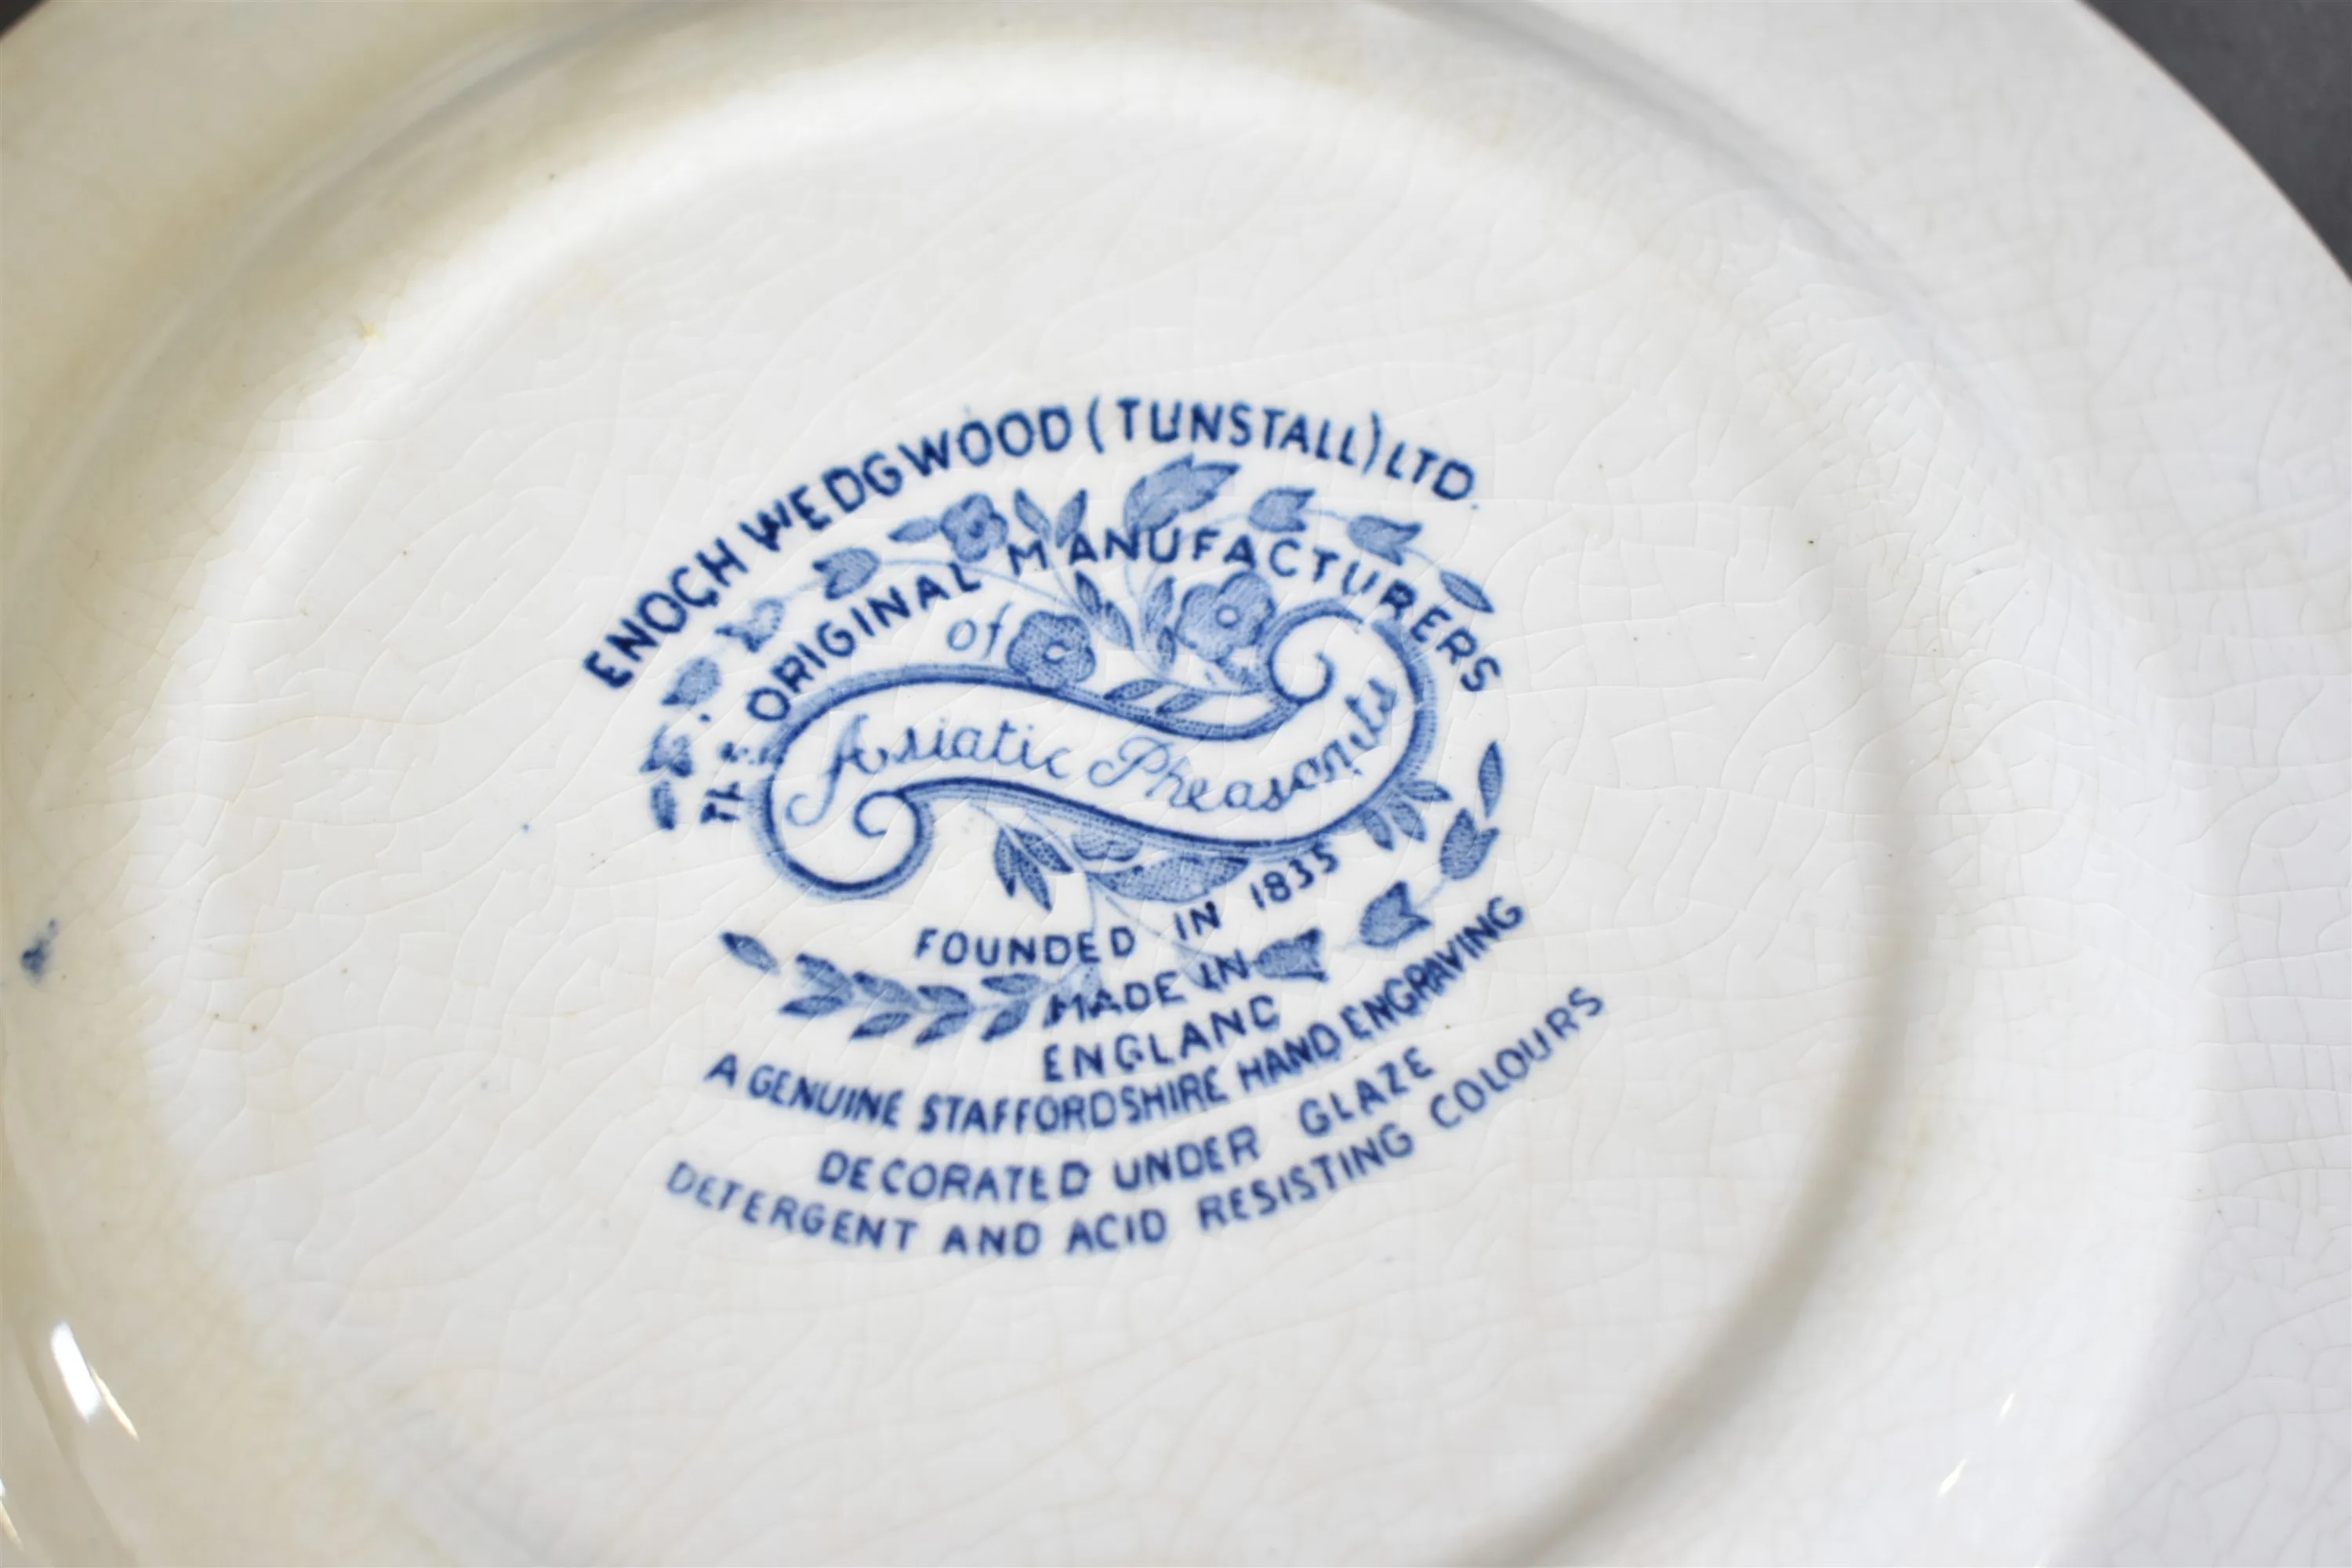 ENOCH WEDGWOOD (TUNSTALL) LTD.
THE ORIGINAL MANUFACTURERS
of
Asiatic Pheasants
FOUNDED IN 1835
MADE IN
ENGLAND
A GENUINE STAFFORDSHIRE HAND ENGRAVING
DECORATED UNDER GLAZE
DETERGENT AND ACID RESISTING COLOURS